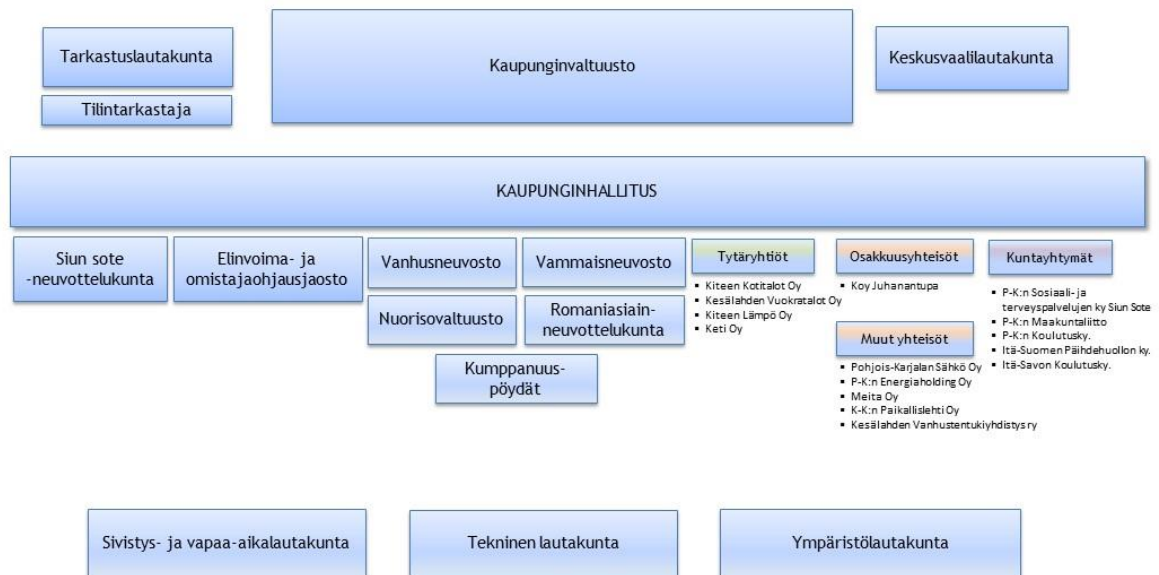 Tarkastuslautakunta
Tilintarkastaja
Kaupunginvaltuusto
Keskusvaalilautakunta
KAUPUNGINHALLITUS
Siun sote
-neuvottelukunta
Elinvoima- ja
omistajaohjausjaosto
Vanhusneuvosto
Vammaisneuvosto
Nuorisovaltuusto
Romaniasiain-
neuvottelukunta
Kumppanuus-
pöydät
Tytäryhtiöt
▪ Kiteen Kotitalot Oy
▪ Kesälahden Vuokratalot Oy
▪ Kiteen Lämpö Oy
▪ Keti Oy
Osakkuusyhteisöt
▪ Koy Juhanantupa
Muut yhteisöt
▪ Pohjois-Karjalan Sähkö Oy
▪ P-K:n Energiaholding Oy
▪ Meita Oy
▪ K-K:n Paikallislehti Oy
▪ Kesälahden Vanhustentukiyhdistys ry
Kuntayhtymät
▪ P-K:n Sosiaali- ja
terveyspalvelujen ky Siun Sote
▪ P-K:n Maakuntaliitto
▪ P-K:n Koulutusky.
▪ Itä-Suomen Päihdehuollon ky.
▪ Itä-Savon Koulutusky.
Sivistys- ja vapaa-aikalautakunta
Tekninen lautakunta
Ympäristölautakunta